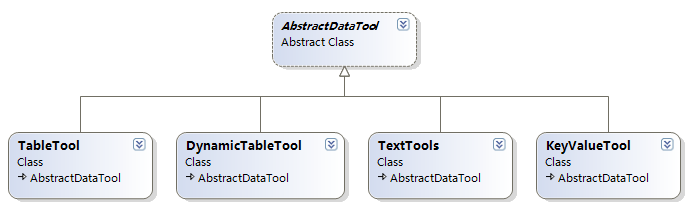 AbstractDataTool
Abstract Class
TableTool
Class
AbstractDataTool
DynamicTableTool
Class
AbstractDataTool
TextTools
Class
AbstractDataTool
KeyValueTool
Class
AbstractDataTool